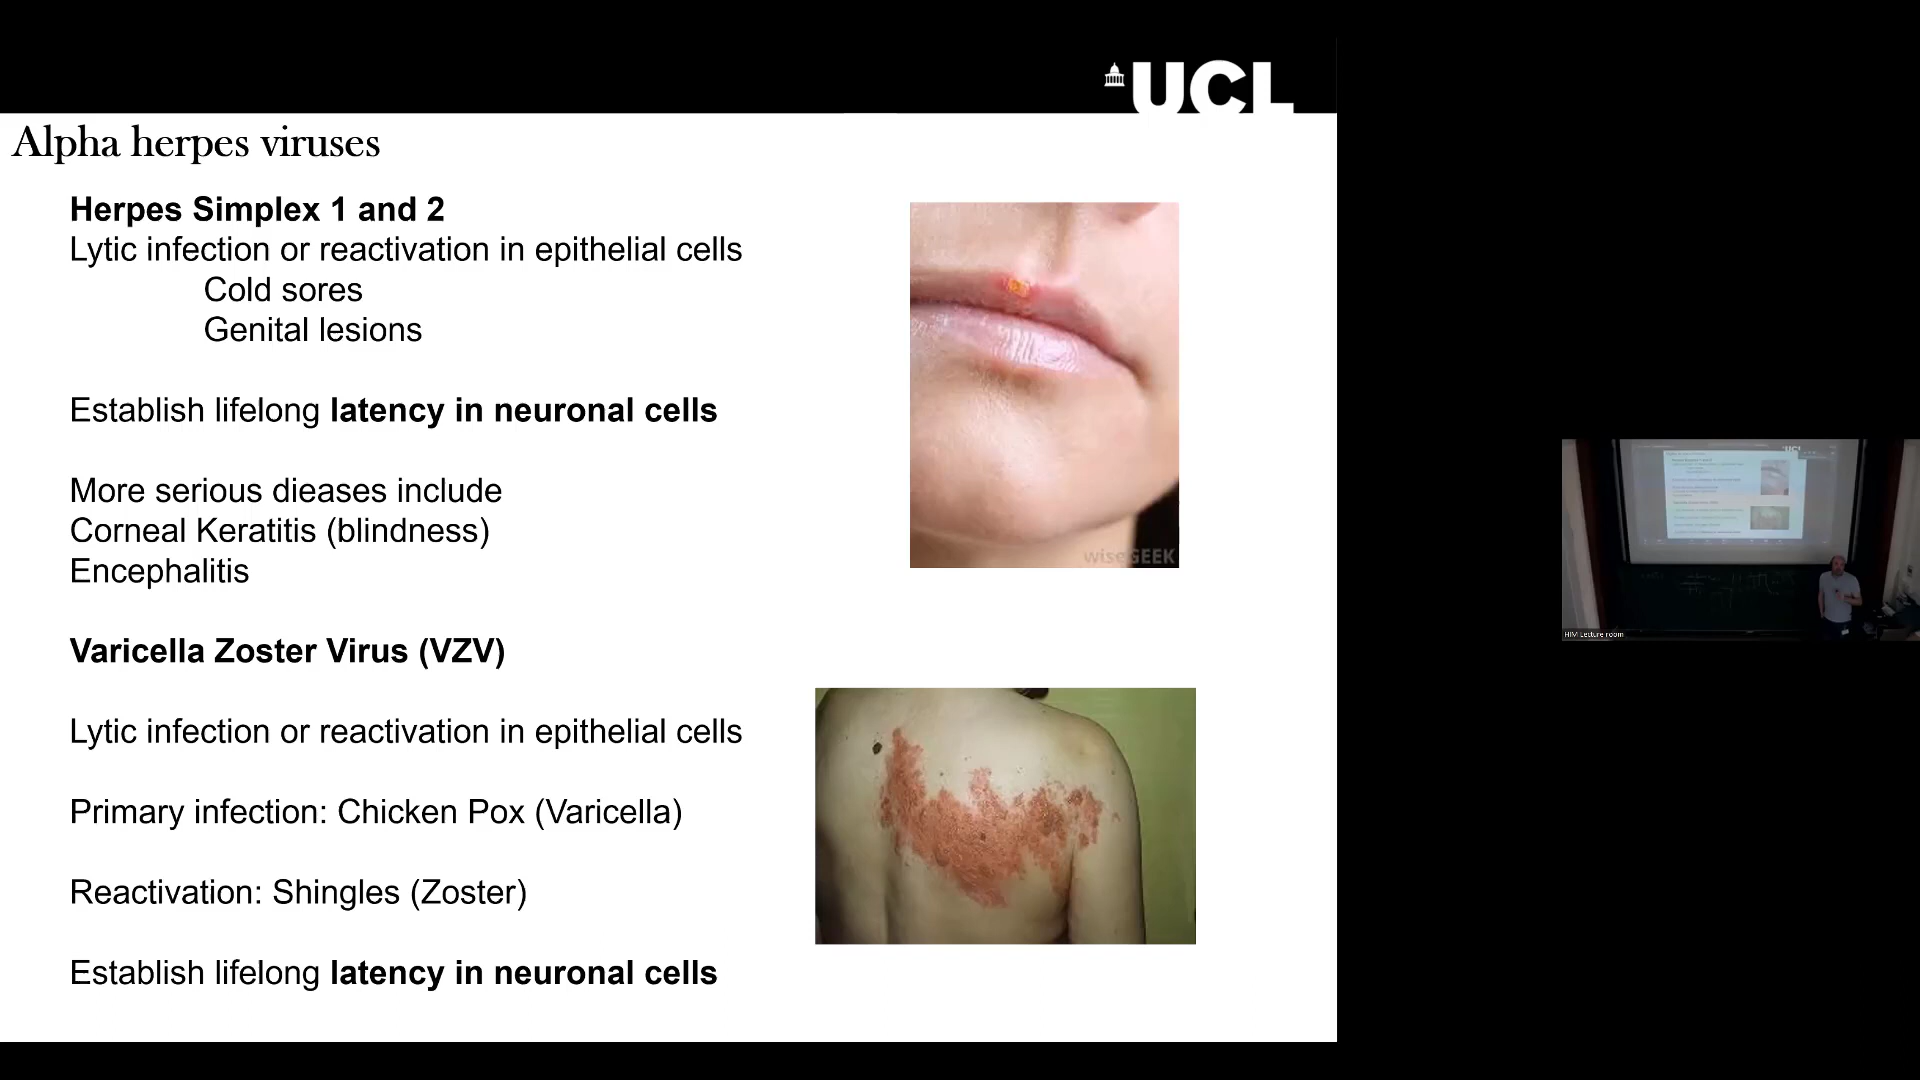 UCL
Alpha herpes viruses
Herpes Simplex 1 and 2
Lytic infection or reactivation in epithelial cells
Cold sores
Genital lesions
Establish lifelong latency in neuronal cells
More serious dieases include
Corneal Keratitis (blindness)
Encephalitis
wiseGEEK
Varicella Zoster Virus (VZV)
Lytic infection or reactivation in epithelial cells
Primary infection: Chicken Pox (Varicella)
Reactivation: Shingles (Zoster)
Establish lifelong latency in neuronal cells
HIM Lecture room